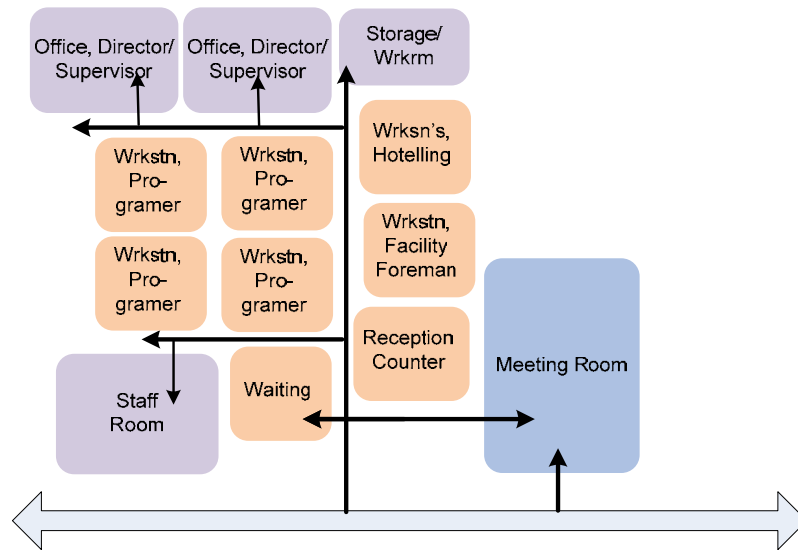 Office, Director/
Supervisor
Office, Director/
Supervisor
Storage/
Wrkrm
Wrksn's,
Hotelling
Wrkstn,
Pro-
gramer
Wrkstn,
Pro-
gramer
Wrkstn,
Facility
Foreman
Wrkstn,
Pro-
gramer
Wrkstn,
Pro-
gramer
Reception
Counter
Meeting Room
Staff
Room
Waiting